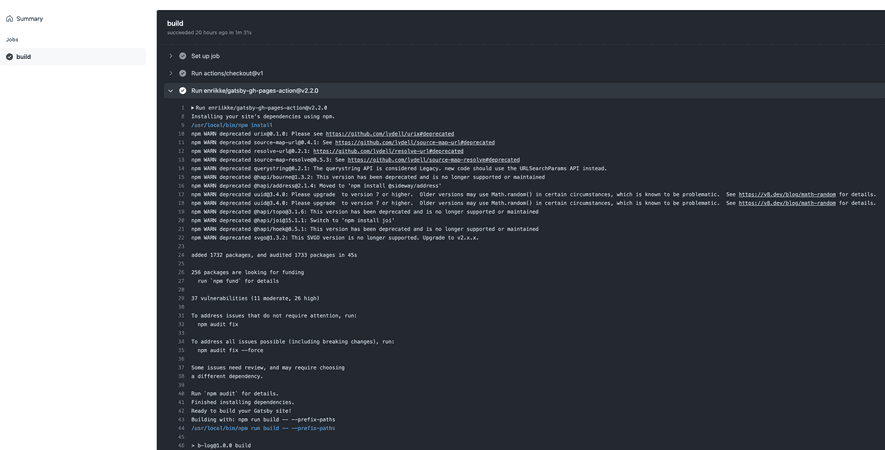 Summary
Jobs
build
build
succeeded 20 hours ago in 1m 31s
Set up job
Run actions/checkout@v1
Run enriikke/gatsby-gh-pages-action@v2.2.0
1 Run enriikke/gatsby-gh-pages-action@v2.2.0
8 Installing your site's dependencies using npm.
9 /usr/local/bin/npm install
10 npm WARN deprecated urix@0.1.0: Please see https://github.com/lydell/urix#deprecated
11 npm WARN deprecated source-map-url@0.4.1: See https://github.com/lydell/source-map-url#deprecated
12 npm WARN deprecated resolve-url@0.2.1: https://github.com/lydell/resolve-url#deprecated
13 npm WARN deprecated source-map-resolve@0.5.3: See https://github.com/lydell/source-map-resolve#deprecated
14 npm WARN deprecated querystring@0.2.1: The querystring API is considered Legacy. new code should use the URLSearchParams API instead.
15 npm WARN deprecated @hapi/bourne@1.3.2: This version has been deprecated and is no longer supported or maintained
16 npm WARN deprecated @hapi/address@2.1.4: Moved to 'npm install @sideway/address'
17 npm WARN deprecated uuid@3.4.0: Please upgrade to version 7 or higher. Older versions may use Math.random() in certain circumstances, which is known to be problematic. See https://v8.dev/blog/math-random for details.
18 npm WARN deprecated uuid@3.4.0: Please upgrade to version 7 or higher. Older versions may use Math.random() in certain circumstances, which is known to be problematic. See https://v8.dev/blog/math-random for details.
19 npm WARN deprecated @hapi/topo@3.1.6: This version has been deprecated and is no longer supported or maintained
20 npm WARN deprecated @hapi/joi@15.1.1: Switch to 'npm install joi'
21 npm WARN deprecated @hapi/hoek@8.5.1: This version has been deprecated and is no longer supported or maintained
22 npm WARN deprecated svgo@1.3.2: This SVGO version is no longer supported. Upgrade to v2.x.x.
23
24 added 1732 packages, and audited 1733 packages in 45s
25
26 256 packages are looking for funding
27 run `npm fund` for details
28
29 37 vulnerabilities (11 moderate, 26 high)
30
31 To address issues that do not require attention, run:
32 npm audit fix
33
34 To address all issues possible (including breaking changes), run:
35 npm audit fix --force
36
37 Some issues need review, and may require choosing
38 a different dependency.
39
40 Run `npm audit` for details.
41 Finished installing dependencies.
42 Ready to build your Gatsby site!
43 Building with: npm run build -- --prefix-paths
44 /usr/local/bin/npm run build -- --prefix-paths
45
46 > b-log@1.0.0 build